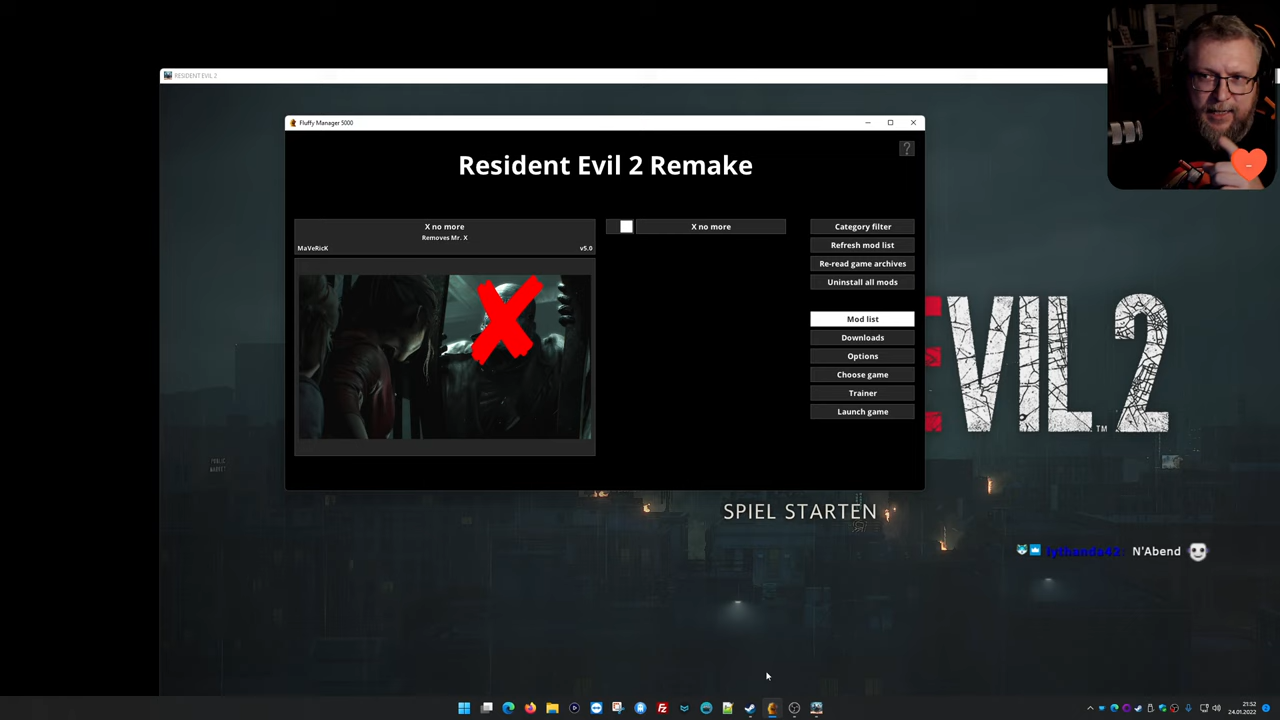 RESIDENT EVIL 2
Fluffy Manager 5000
?
Resident Evil 2 Remake
X no more
Removes Mr. X
MaVeRicK
v5.0
X no more
Category filter
Refresh mod list
Re-read game archives
Uninstall all mods
Mod list
Downloads
Options
Choose game
Trainer
Launch game
EVIL 2
TM
SPIEL STARTEN
lythande42: N'Abend
21:52
24.01.2022